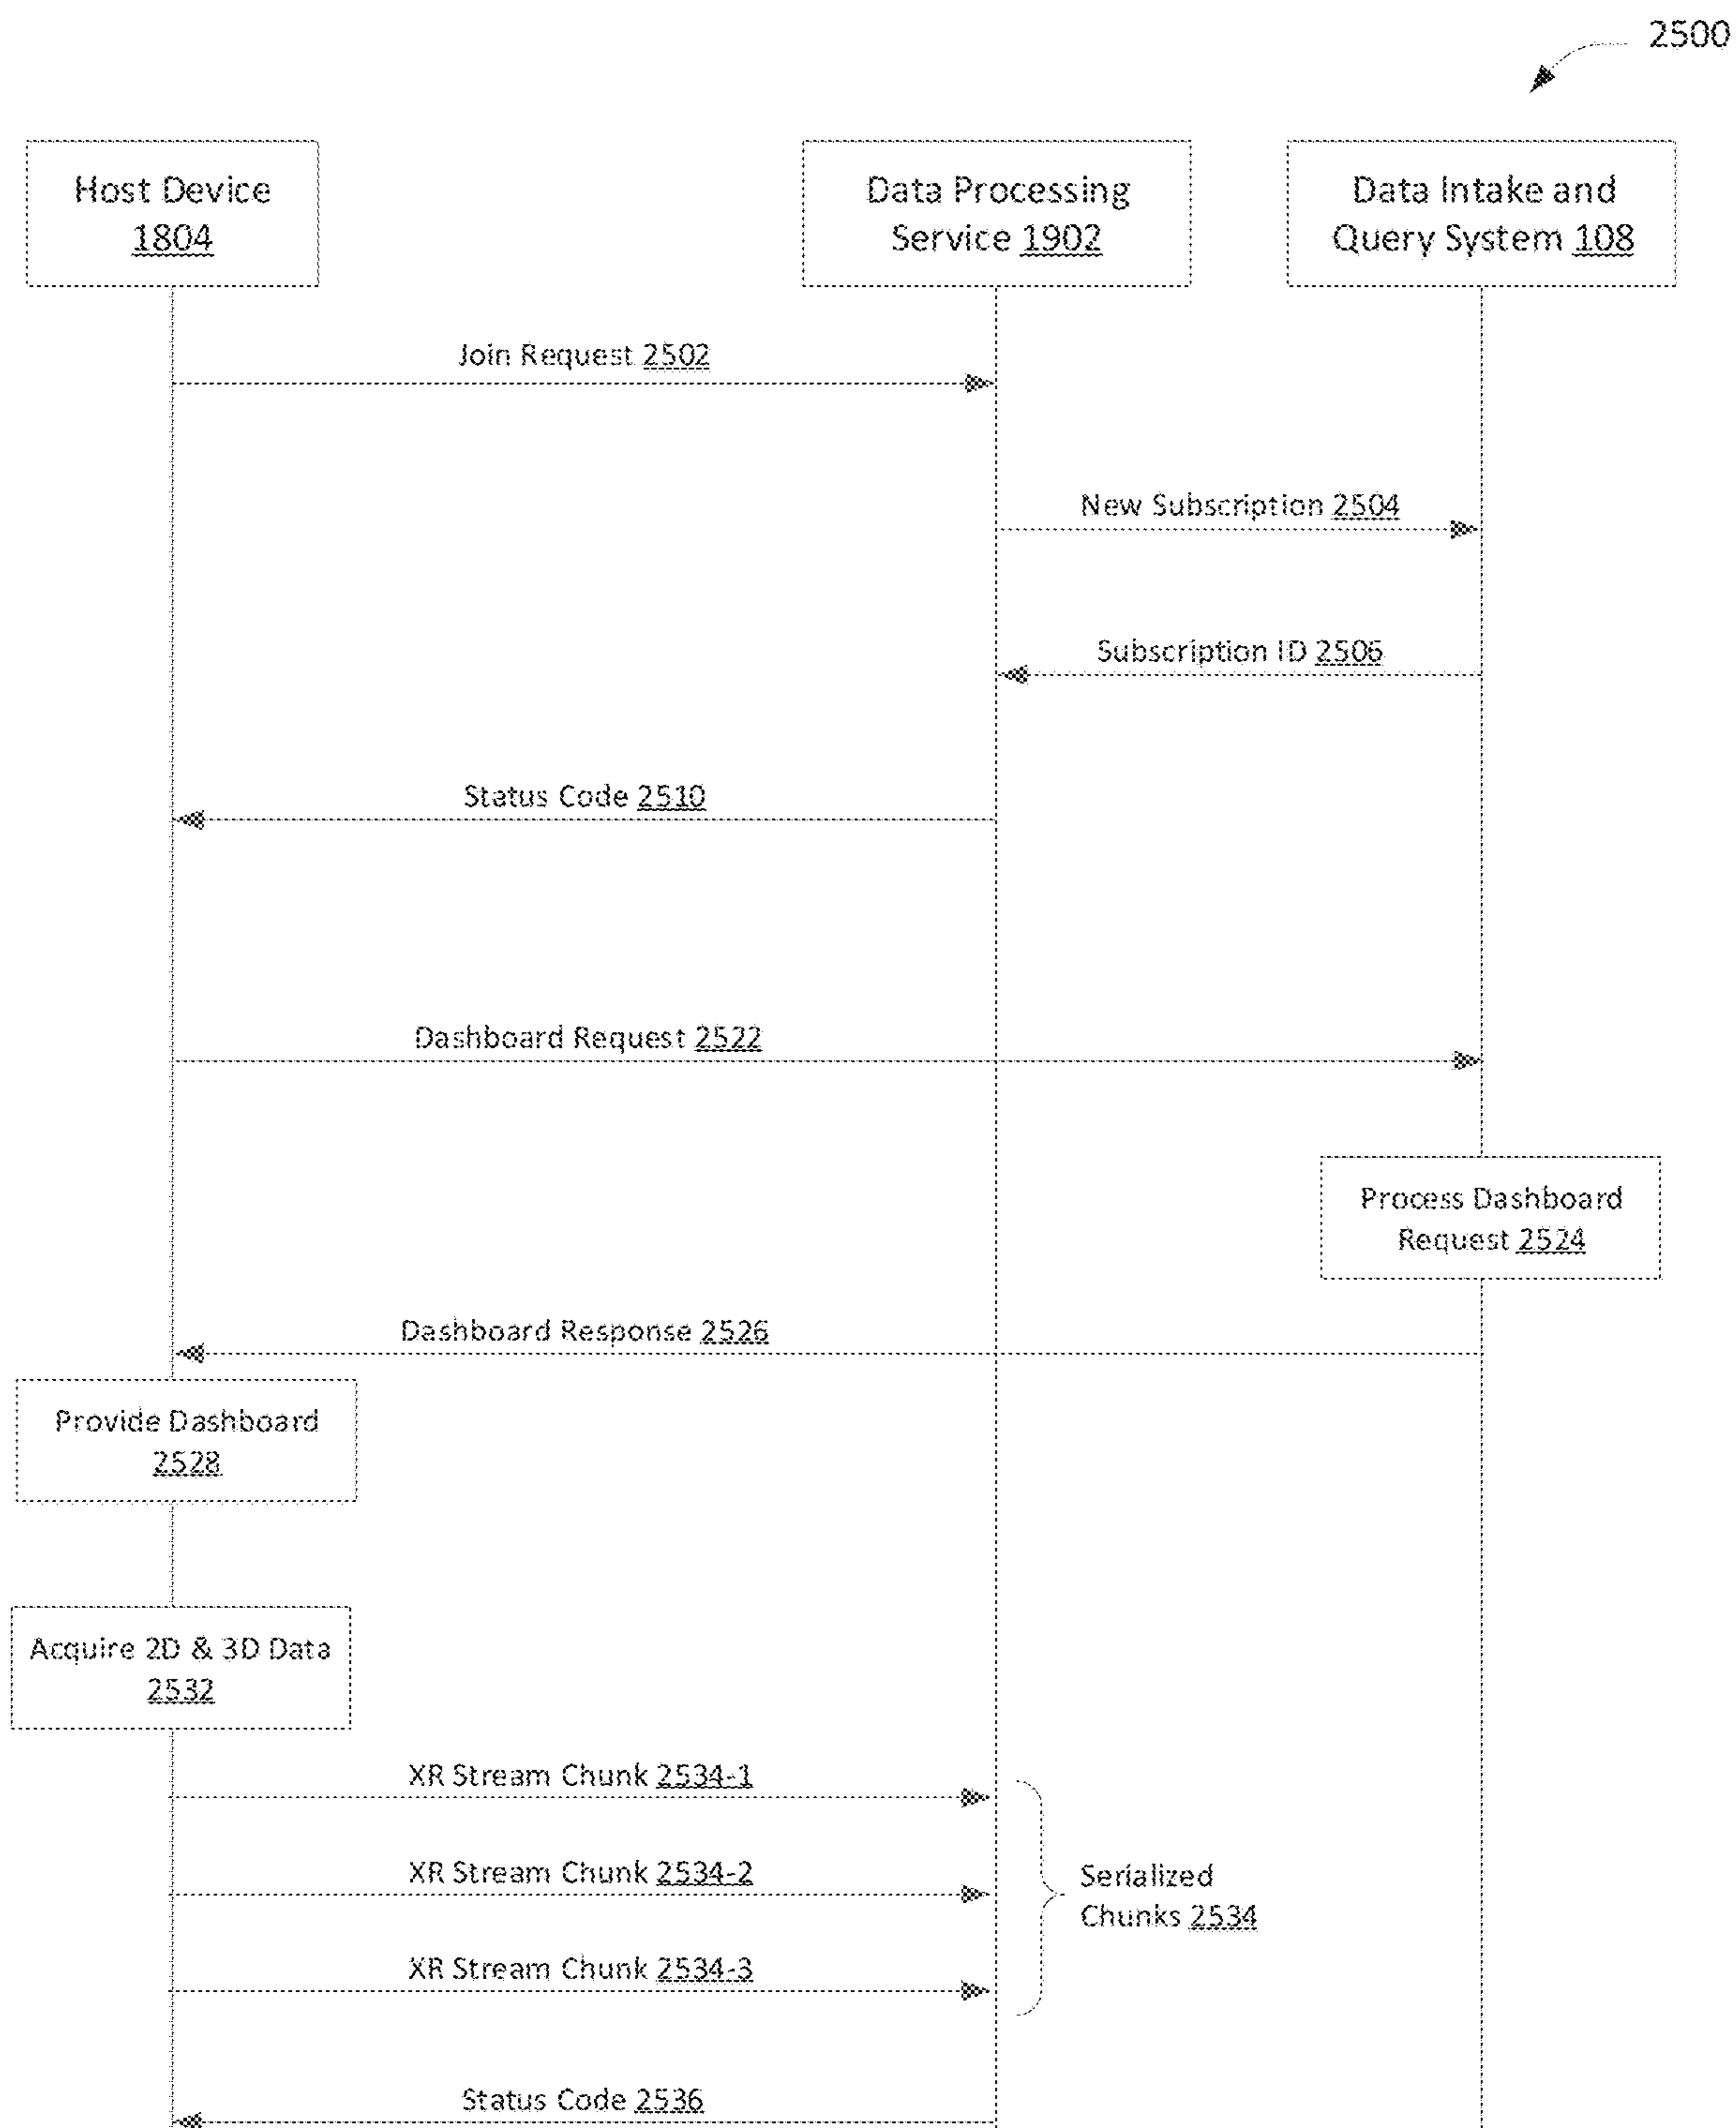 2500
Host Device
1804
Data Processing
Service 1902
Data Intake and
Query System 108
Join Request 2502
New Subscription 2504
Subscription ID 2506
Status Code 2510
Dashboard Request 2522
Process Dashboard
Request 2524
Dashboard Response 2526
Provide Dashboard
2528
Acquire 2D & 3D Data
2532
XR Stream Chunk 2534-1
XR Stream Chunk 2534-2
Serialized
Chunks 2534
XR Stream Chunk 2534-3
Status Code 2536